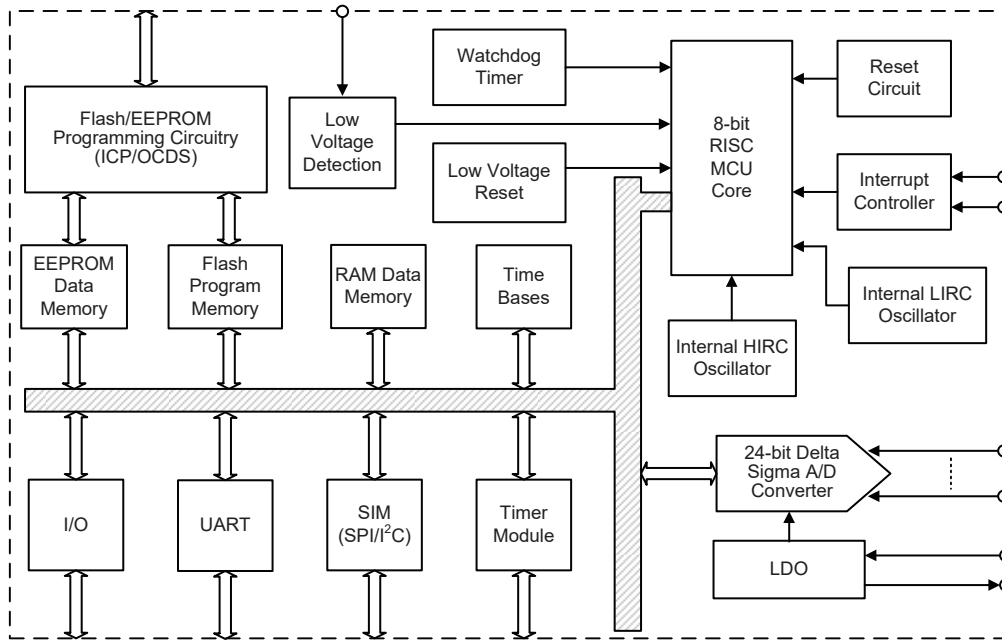 Flash/EEPROM
Programming Circuitry
(ICP/OCDS)
Low
Voltage
Detection
Watchdog
Timer
Low Voltage
Reset
8-bit
RISC
MCU
Core
Reset
Circuit
Interrupt
Controller
EEPROM
Data
Memory
Flash
Program
Memory
RAM Data
Memory
Time
Bases
Internal HIRC
Oscillator
Internal LIRC
Oscillator
24-bit Delta
Sigma A/D
Converter
I/O
UART
SIM
(SPI/I²C)
Timer
Module
LDO